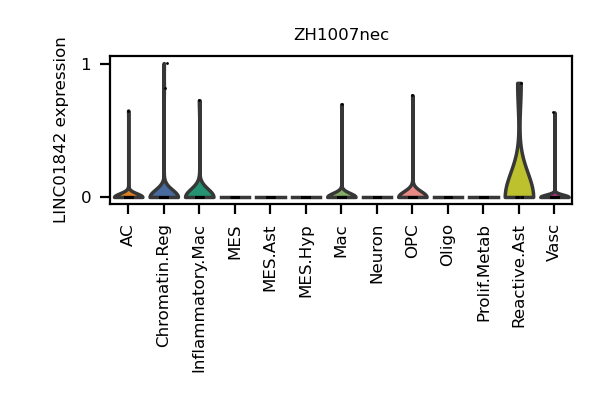 ZH1007nec
LINC01842 expression
1
0
AC
Chromatin.Reg
Inflammatory.Mac
MES
MES.Ast
MES.Hyp
Mac
Neuron
OPC
Oligo
Prolif.Metab
Reactive.Ast
Vasc